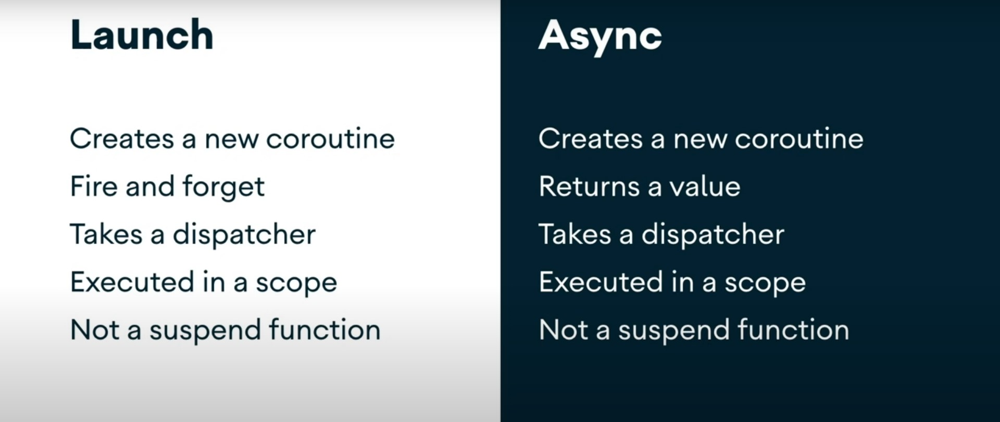 Launch
Creates a new coroutine
Fire and forget
Takes a dispatcher
Executed in a scope
Not a suspend function
Async
Creates a new coroutine
Returns a value
Takes a dispatcher
Executed in a scope
Not a suspend function